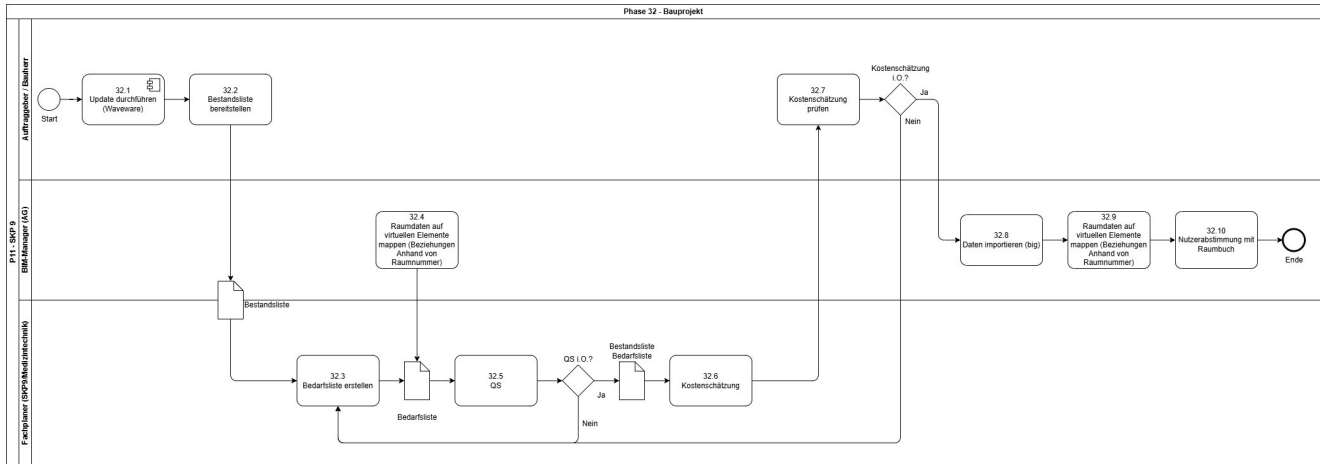 Phase 32 - Bauprojekt
P11 - SKP 9
Auftraggeber / Bauherr
Start
32.1
Update durchführen
(Waveware)
32.2
Bestandsliste
bereitstellen
32.7
Kostenschätzung
prüfen
Kostenschätzung
i.O.?
Ja
Nein
BIM-Manager (AG)
32.4
Raumdaten auf
virtuellen Elemente
mappen (Beziehungen
Anhand von
Raumnummer)
32.8
Daten importieren (big)
32.9
Raumdaten auf
virtuellen Elemente
mappen (Beziehungen
Anhand von
Raumnummer)
32.10
Nutzerabstimmung mit
Raumbuch
Ende
Bestandsliste
Fachplaner (SKP9/Medizintechnik)
32.3
Bedarfsliste erstellen
Bedarfsliste
32.5
QS
QS i.O.?
Ja
Nein
Bestandsliste
Bedarfsliste
32.6
Kostenschätzung